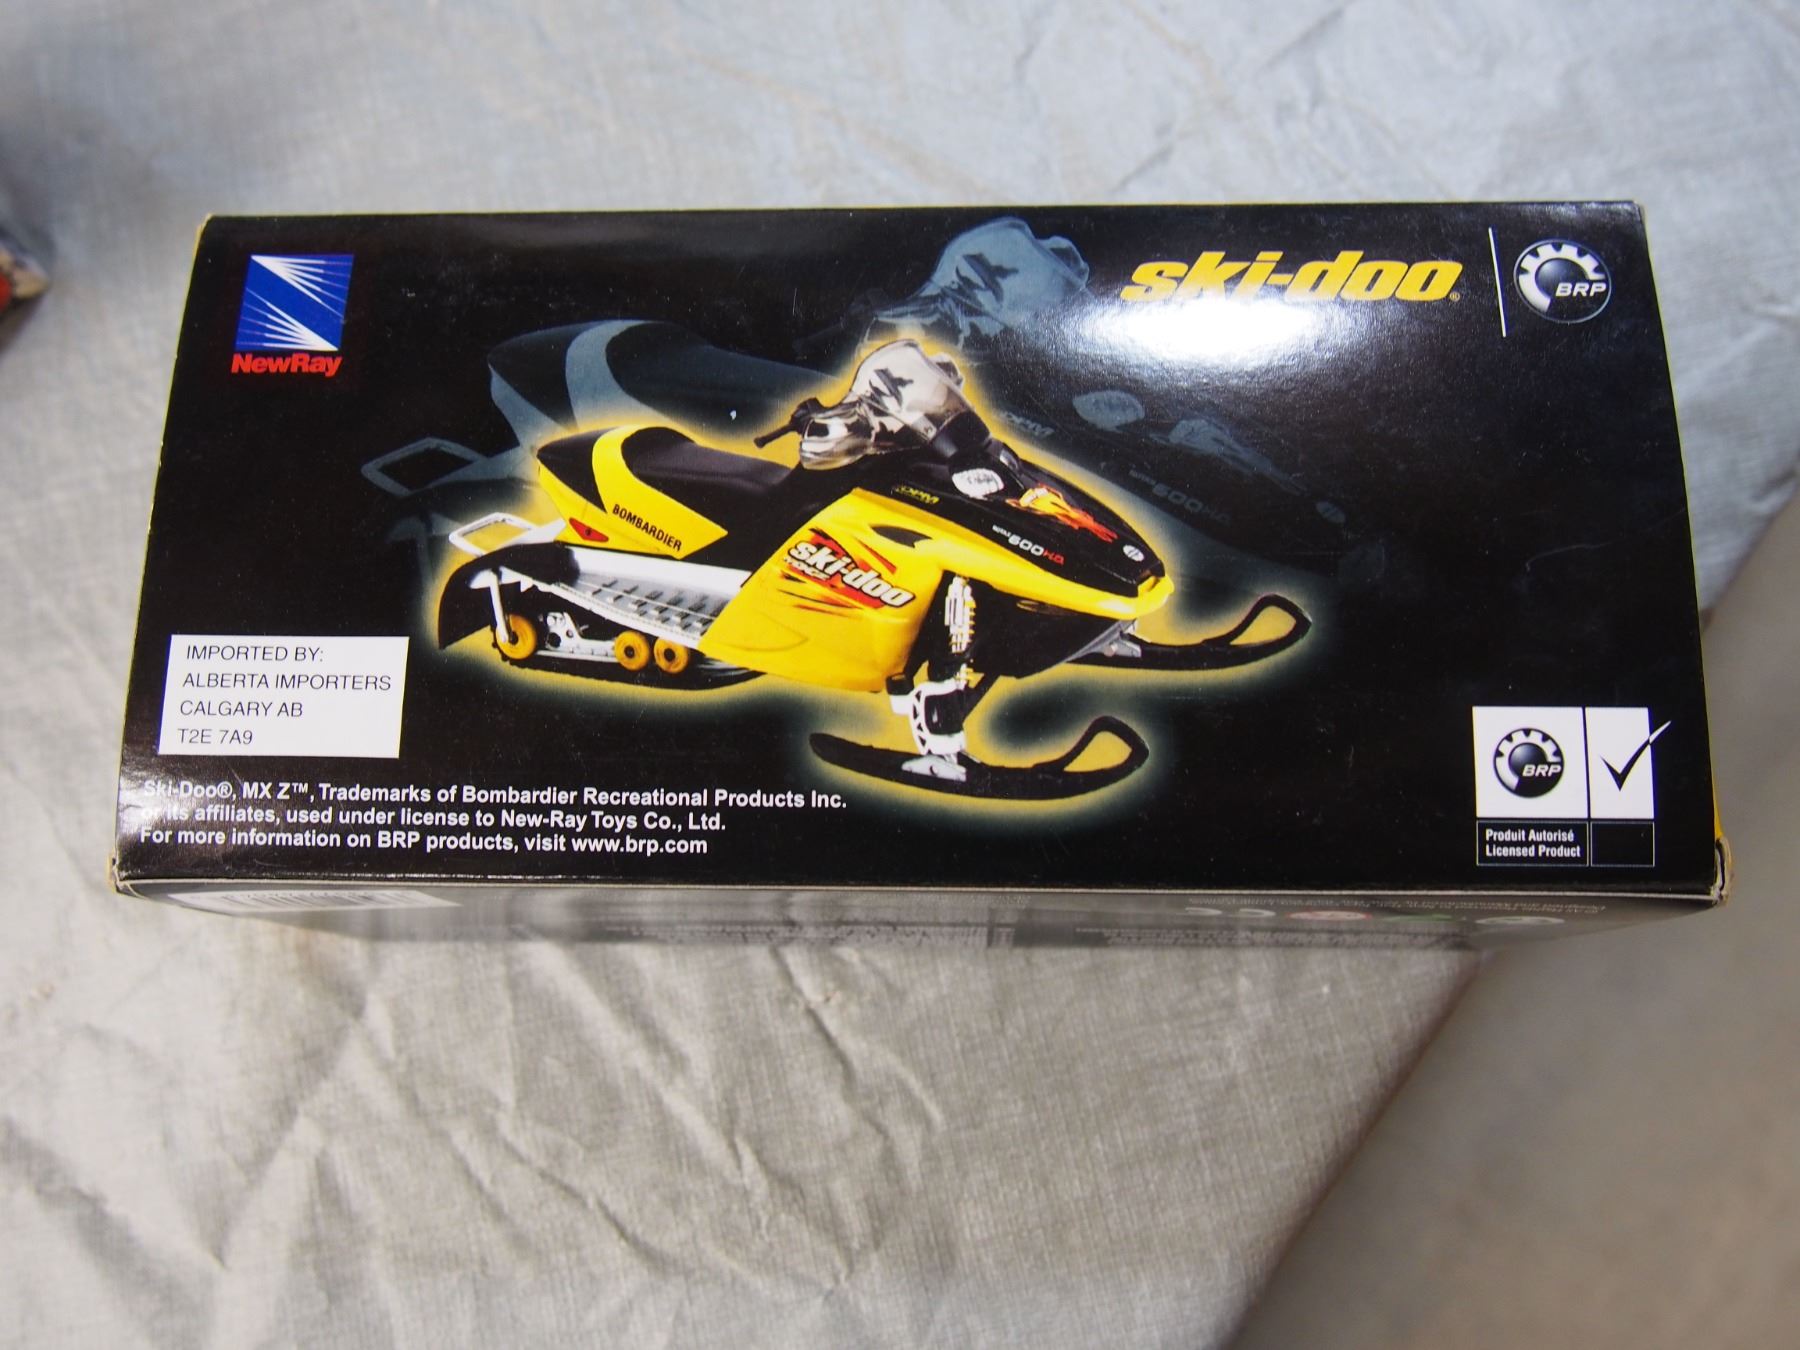 NewRay
ski-doo®
BRP
BOMBARDIER
ski-doo
600 HO
IMPORTED BY:
ALBERTA IMPORTERS
CALGARY AB
T2E 7A9
Ski-Doo®, MX Z™, Trademarks of Bombardier Recreational Products Inc.
or its affiliates, used under license to New-Ray Toys Co., Ltd.
For more information on BRP products, visit www.brp.com
BRP
Produit Autorisé
Licensed Product